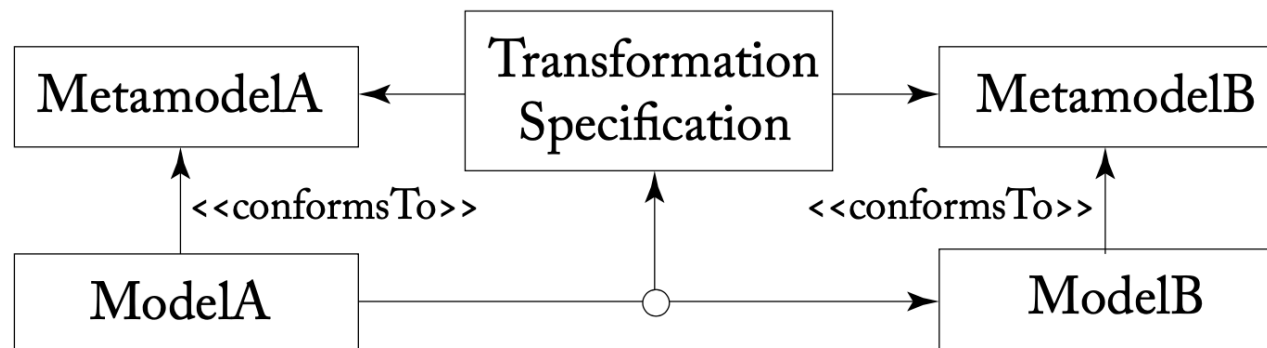 Transformation
Specification
MetamodelA
MetamodelB
<<conformsTo>>
<<conformsTo>>
ModelA
ModelB